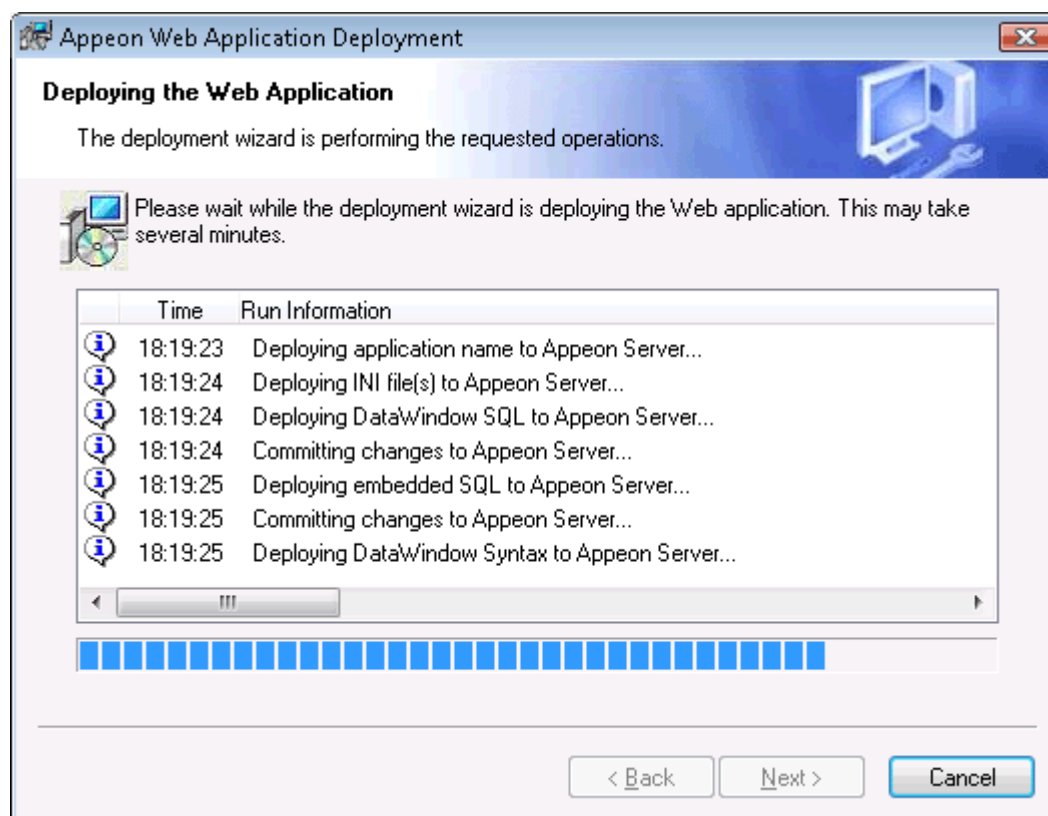 Appeon Web Application Deployment
Deploying the Web Application
The deployment wizard is performing the requested operations.
Please wait while the deployment wizard is deploying the Web application. This may take
several minutes.
Time Run Information
18:19:23 Deploying application name to Appeon Server...
18:19:24 Deploying INI file(s) to Appeon Server...
18:19:24 Deploying DataWindow SQL to Appeon Server...
18:19:24 Committing changes to Appeon Server...
18:19:25 Deploying embedded SQL to Appeon Server...
18:19:25 Committing changes to Appeon Server...
18:19:25 Deploying DataWindow Syntax to Appeon Server...
< Back Next > Cancel